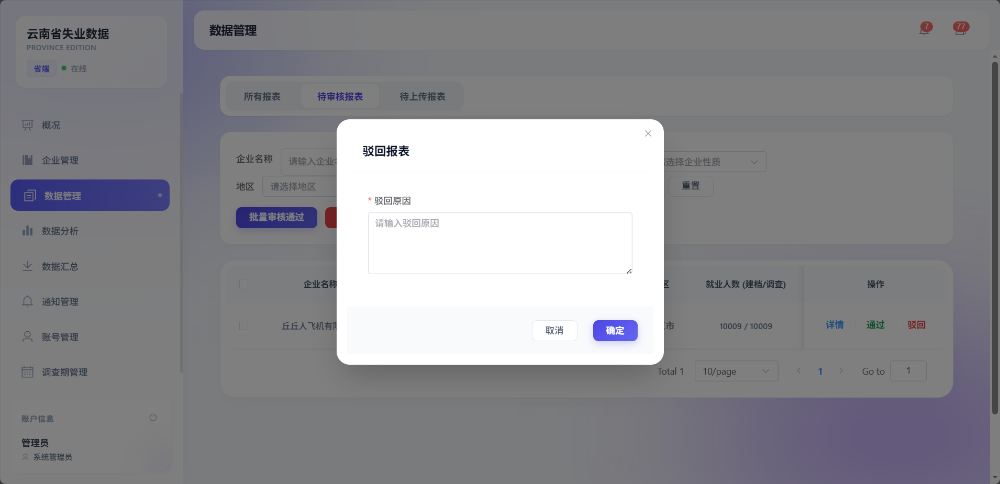 云南省失业数据
PROVINCE EDITION
省端 在线
概况
企业管理
数据管理
数据分析
数据汇总
通知管理
账号管理
调查期管理
账户信息
管理员
系统管理员
数据管理
7
77
所有报表 待审核报表 待上传报表
企业名称 请输入企业
选择企业性质
地区 请选择地区
重置
批量审核通过
企业名称 区 就业人数 (建档/调查) 操作
丘丘人飞机有 市 10009 / 10009 详情 通过 驳回
Total 1 10/page 1 Go to 1
驳回报表
* 驳回原因
请输入驳回原因
取消 确定